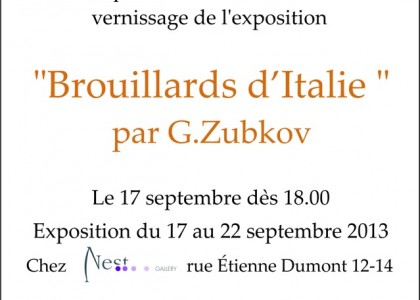 vernissage de l'exposition
"Brouillards d’Italie "
par G.Zubkov
Le 17 septembre dès 18.00
Exposition du 17 au 22 septembre 2013
Chez Nest GALLERY rue Étienne Dumont 12-14